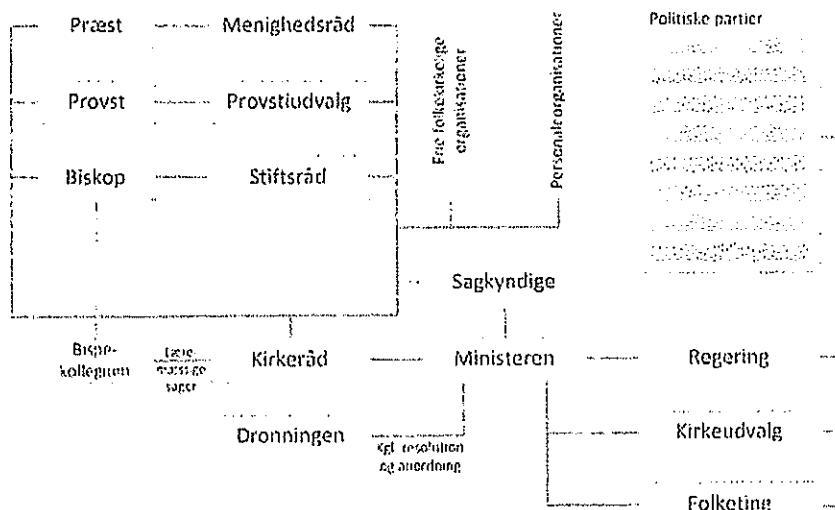 Præst
Menighedsråd
Politiske partier
Provst
Provstiudvalg
Frie folkekirkelige
organisationer
Personaleorganisationer
Biskop
Stiftsråd
Sagkyndige
Bispe-
kollegium
Lære-
mæssige
sager
Kirkeråd
Ministeren
Regering
Dronningen
Kgl. resolution
og anordning
Kirkeudvalg
Folketing